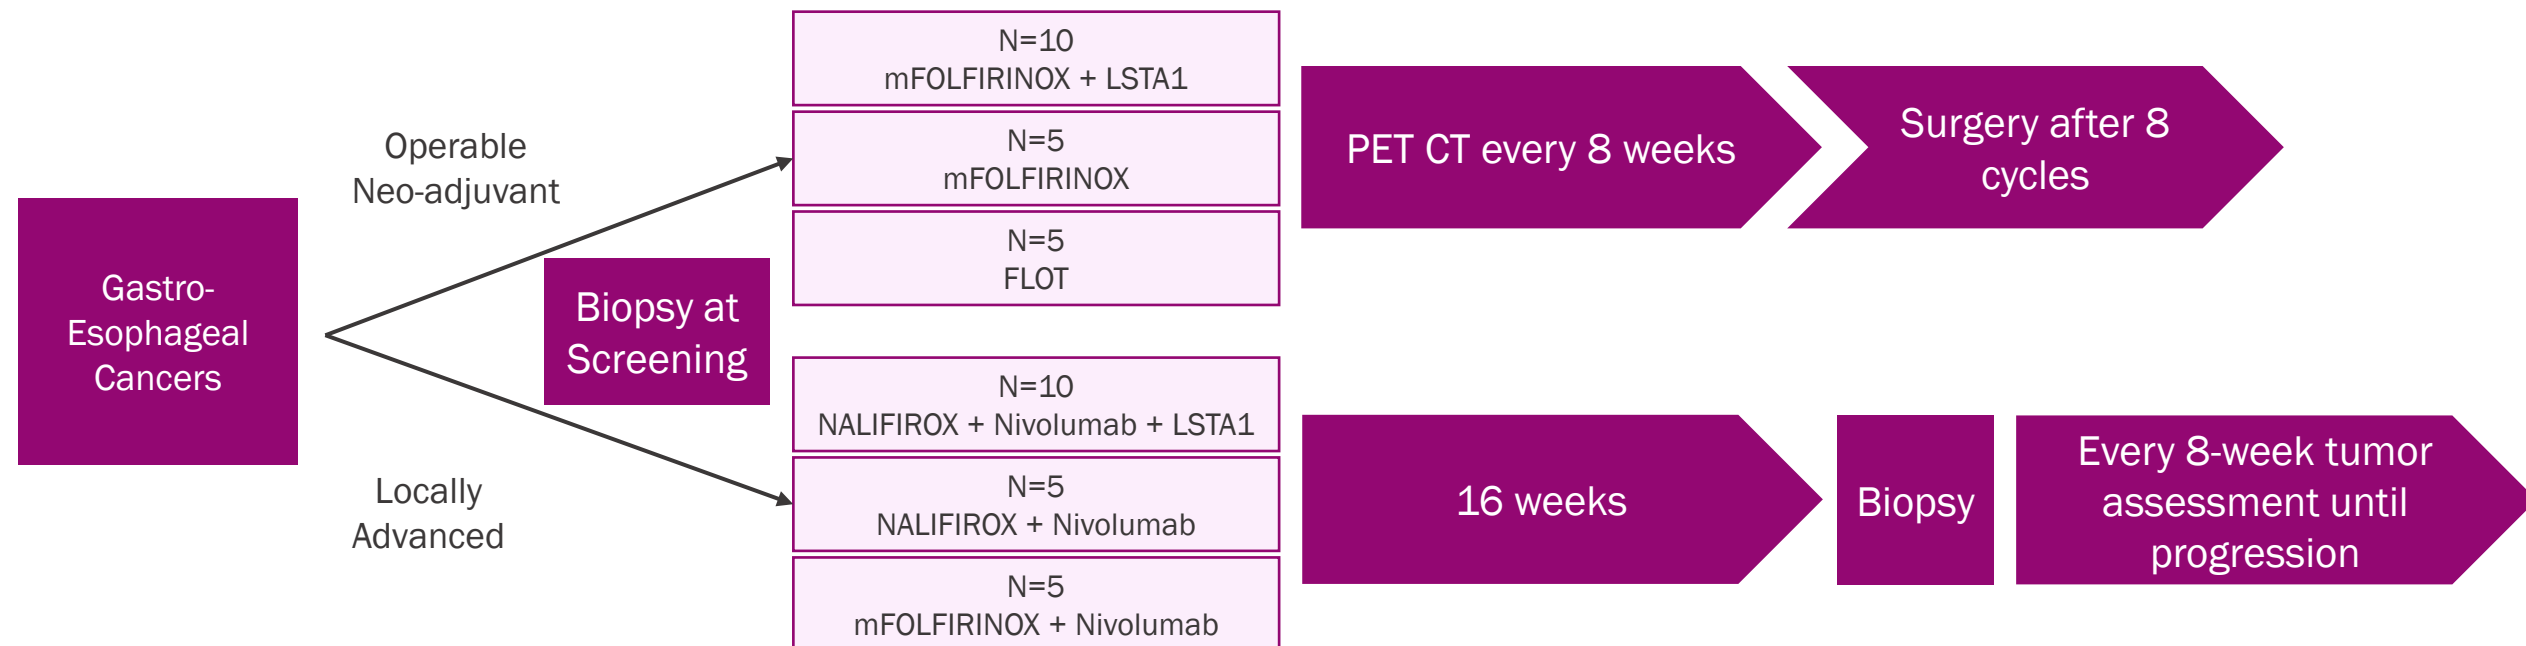 Gastro-
Esophageal
Cancers
Operable
Neo-adjuvant
Biopsy at
Screening
Locally
Advanced
N=10
mFOLFIRINOX + LSTA1
N=5
mFOLFIRINOX
N=5
FLOT
PET CT every 8 weeks
Surgery after 8
cycles
N=10
NALIFIROX + Nivolumab + LSTA1
N=5
NALIFIROX + Nivolumab
N=5
mFOLFIRINOX + Nivolumab
16 weeks
Biopsy
Every 8-week tumor
assessment until
progression